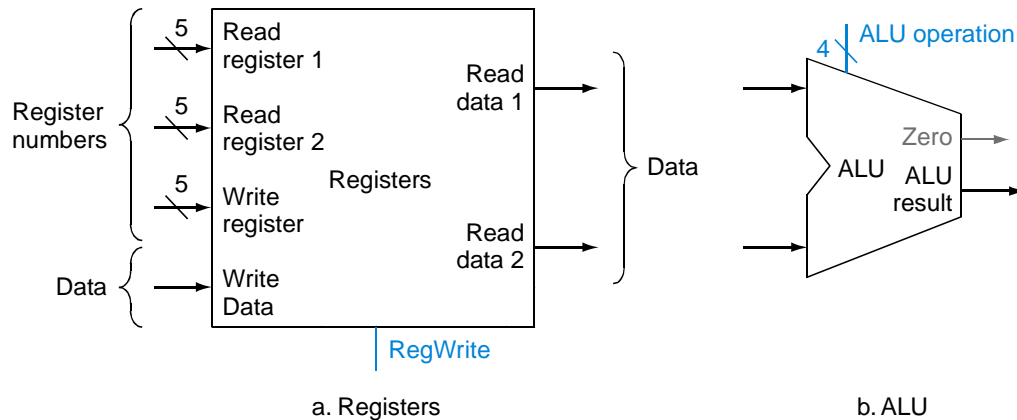 Register
numbers
Data
5
5
5
Read
register 1
Read
register 2
Write
register
Write
Data
Registers
Read
data 1
Read
data 2
RegWrite
Data
4
ALU operation
Zero
ALU
ALU
result
a. Registers
b. ALU